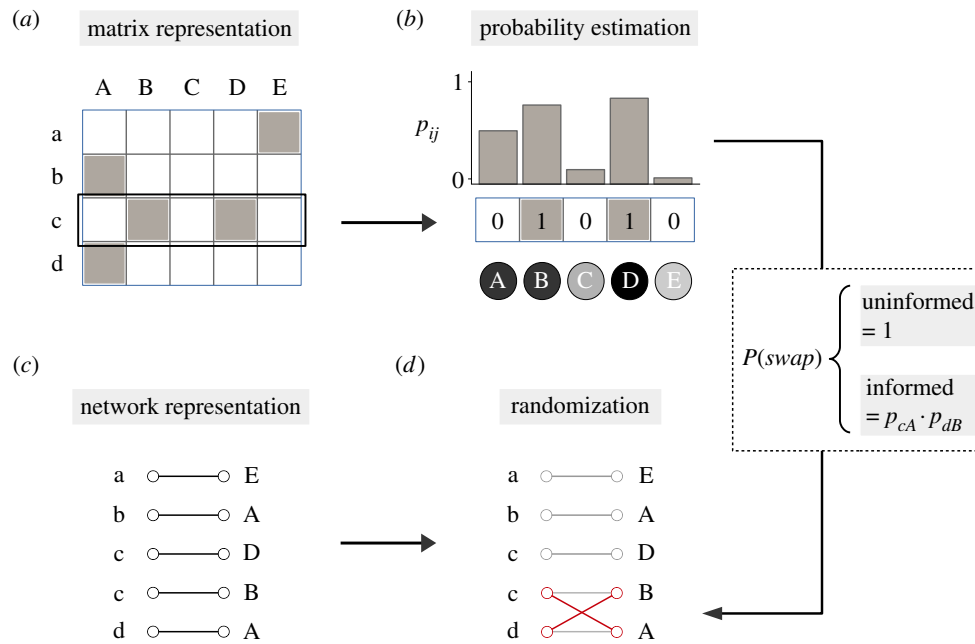 (a)
matrix representation
A B C D E
a
b
c
d
(b)
probability estimation
1
p_ij
0
0 1 0 1 0
A B C D E
P(swap)
uninformed
= 1
informed
= p_cA · p_dB
(c)
network representation
a E
b A
c D
c B
d A
(d)
randomization
a E
b A
c D
c B
d A